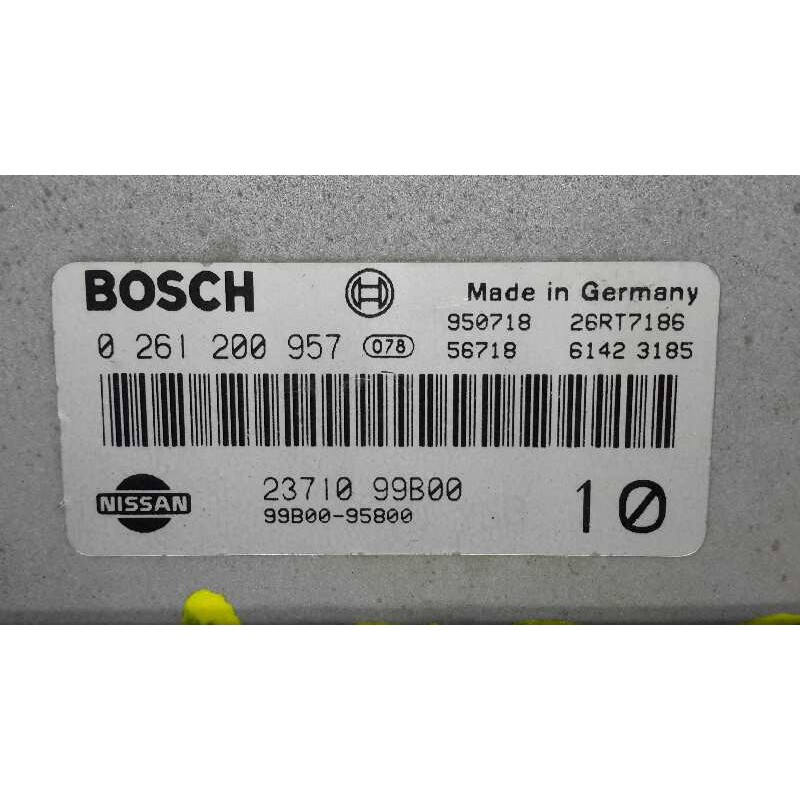 BOSCH Made in Germany
950718 26RT7186
0 261 200 957 078 56718 6142 3185
NISSAN 23710 99B00 10
99B00-95800